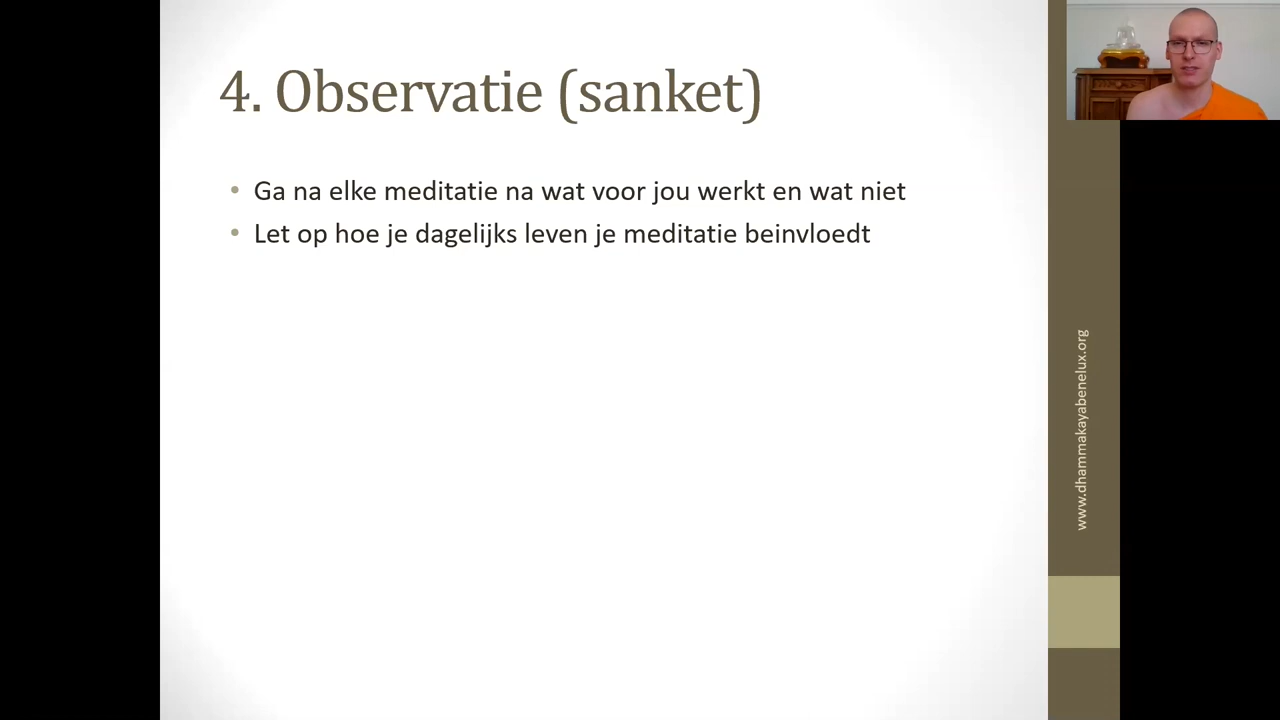 4. Observatie (sanket)
• Ga na elke meditatie na wat voor jou werkt en wat niet
• Let op hoe je dagelijks leven je meditatie beinvloedt
www.dhammakayabenelux.org